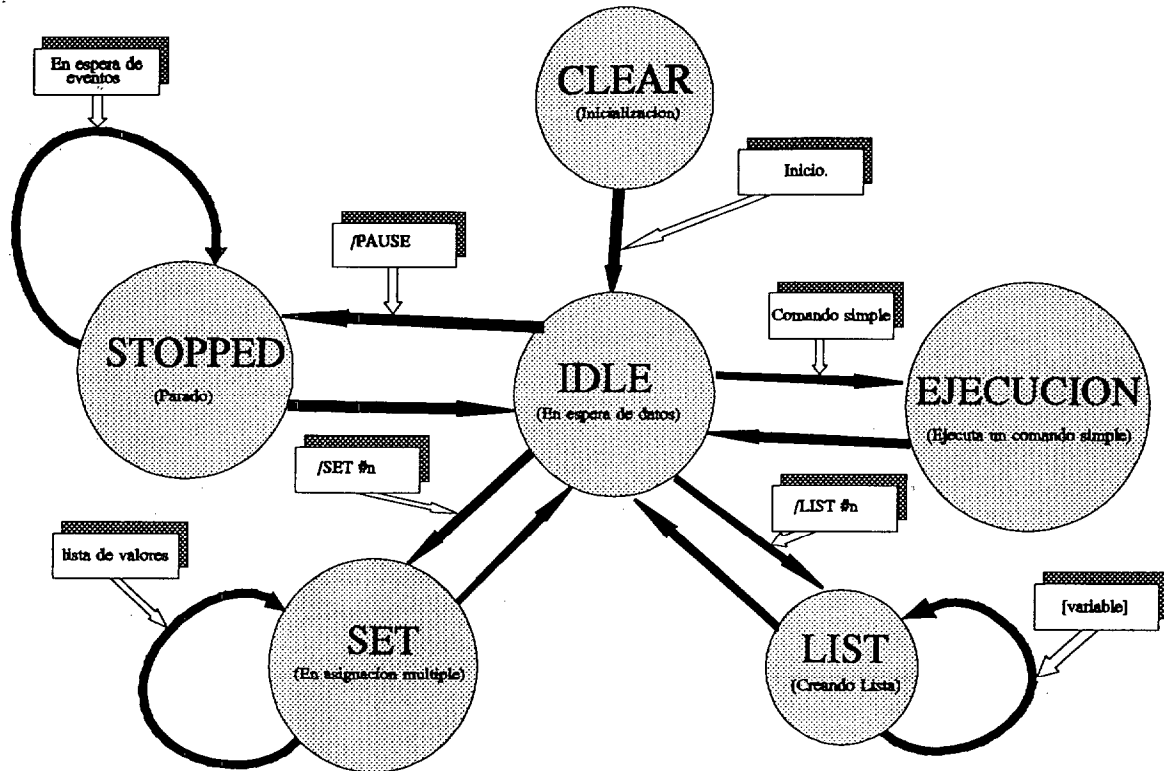 En espera de
eventos
CLEAR
(Inicializacion)
Inicio.
/PAUSE
Comando simple
STOPPED
(Parado)
IDLE
(En espera de datos)
EJECUCION
(Ejecuta un comando simple)
/SET #n
/LIST #n
lista de valores
[variable]
SET
(En asignacion multiple)
LIST
(Creando Lista)